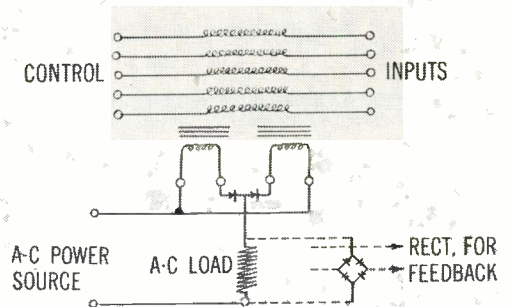 CONTROL INPUTS
A-C POWER
SOURCE
A-C LOAD
RECT, FOR
FEEDBACK